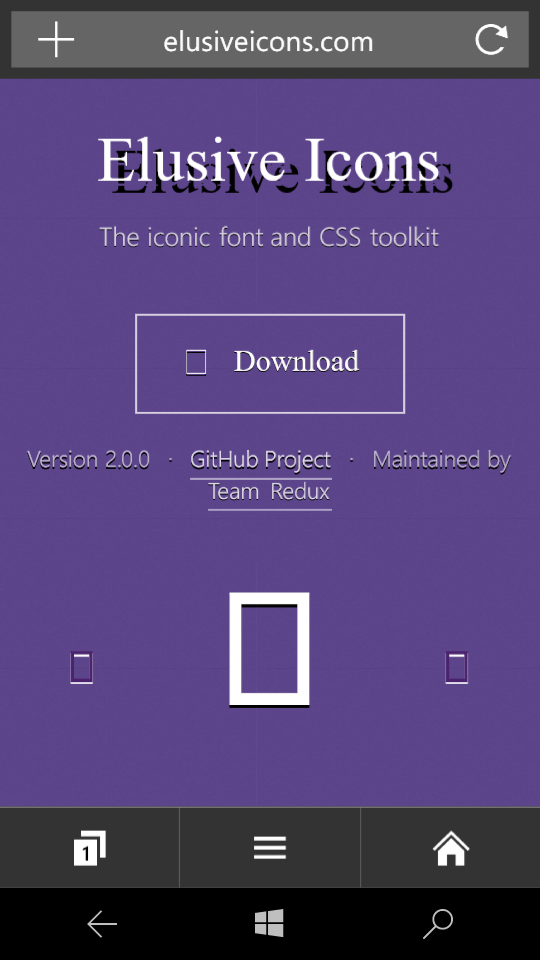 elusiveicons.com
Elusive Icons
The iconic font and CSS toolkit
Download
Version 2.0.0 · GitHub Project · Maintained by
Team Redux
1